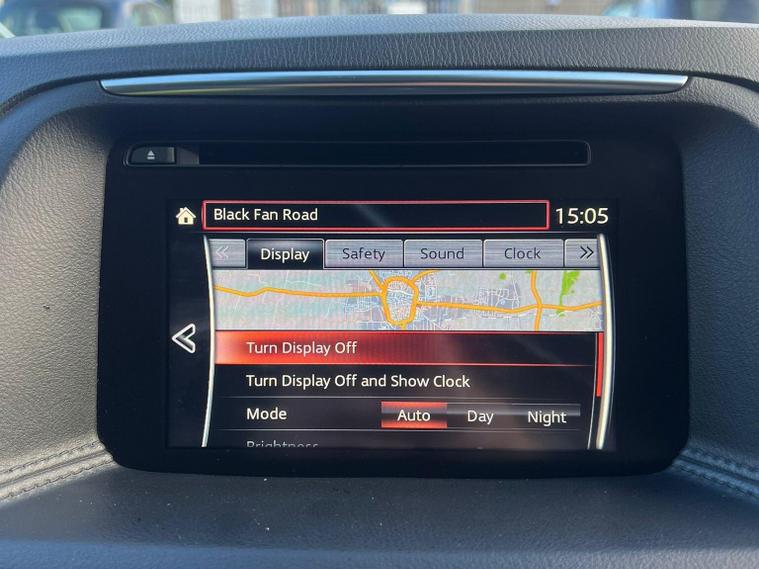 Black Fan Road 15:05
Display Safety Sound Clock
Turn Display Off
Turn Display Off and Show Clock
Mode Auto Day Night
Brightness